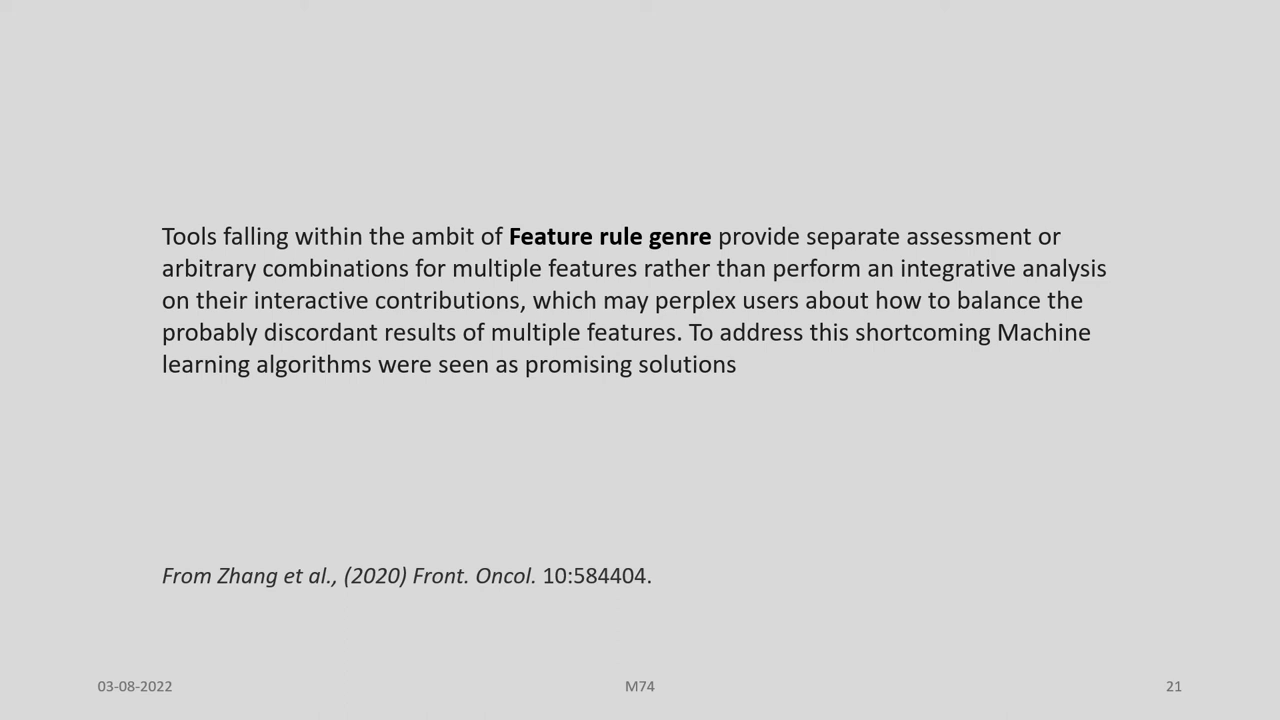 Tools falling within the ambit of Feature rule genre provide separate assessment or
arbitrary combinations for multiple features rather than perform an integrative analysis
on their interactive contributions, which may perplex users about how to balance the
probably discordant results of multiple features. To address this shortcoming Machine
learning algorithms were seen as promising solutions
From Zhang et al., (2020) Front. Oncol. 10:584404.
03-08-2022 M74 21